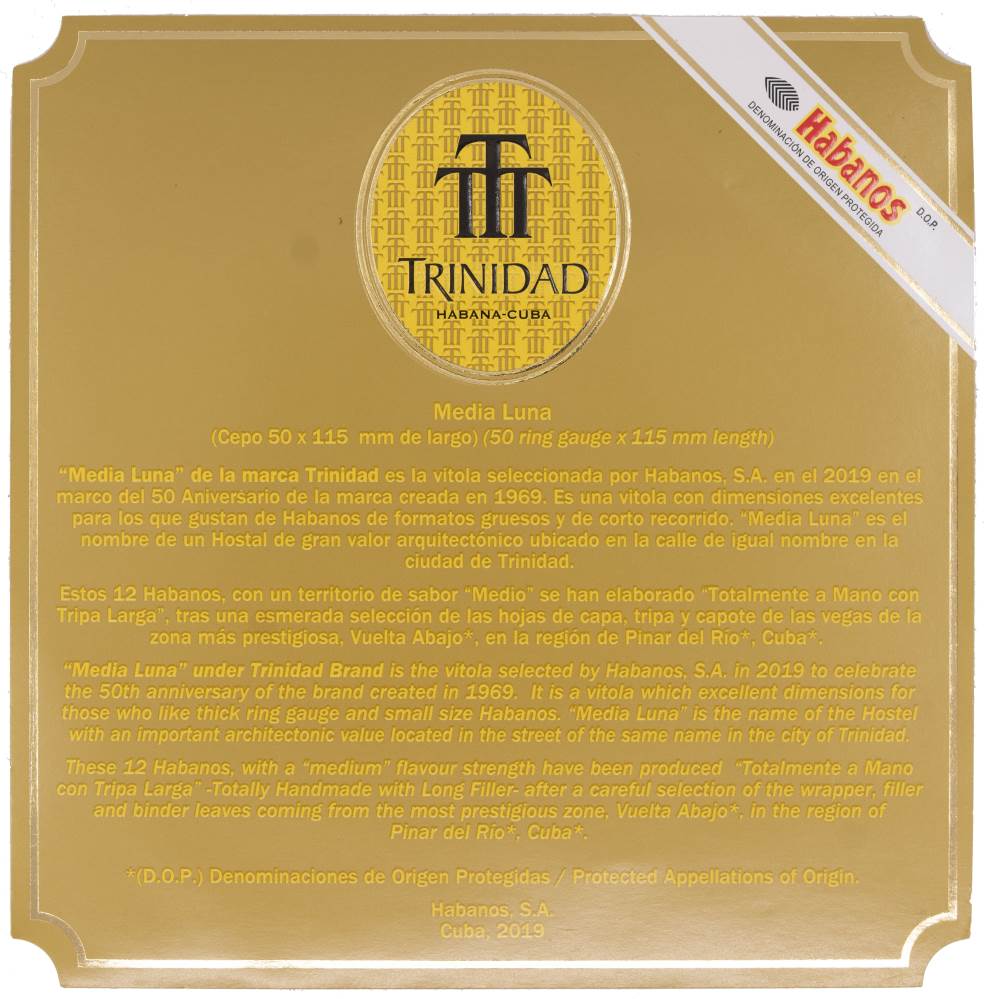 Habanos D.O.P.
DENOMINACIÓN DE ORIGEN PROTEGIDA
TRINIDAD
HABANA-CUBA
Media Luna
(Cepo 50 x 115 mm de largo) (50 ring gauge x 115 mm length)
“Media Luna” de la marca Trinidad es la vitola seleccionada por Habanos, S.A. en el 2019 en el
marco del 50 Aniversario de la marca creada en 1969. Es una vitola con dimensiones excelentes
para los que gustan de Habanos de formatos gruesos y de corto recorrido. “Media Luna” es el
nombre de un Hostal de gran valor arquitectónico ubicado en la calle de igual nombre en la
ciudad de Trinidad.
Estos 12 Habanos, con un territorio de sabor “Medio” se han elaborado “Totalmente a Mano con
Tripa Larga”, tras una esmerada selección de las hojas de capa, tripa y capote de las vegas de la
zona más prestigiosa, Vuelta Abajo*, en la región de Pinar del Río*, Cuba*.
“Media Luna” under Trinidad Brand is the vitola selected by Habanos, S.A. in 2019 to celebrate
the 50th anniversary of the brand created in 1969. It is a vitola which excellent dimensions for
those who like thick ring gauge and small size Habanos. “Media Luna” is the name of the Hostel
with an important architectonic value located in the street of the same name in the city of Trinidad.
These 12 Habanos, with a “medium” flavour strength have been produced “Totalmente a Mano
con Tripa Larga” -Totally Handmade with Long Filler- after a careful selection of the wrapper, filler
and binder leaves coming from the most prestigious zone, Vuelta Abajo*, in the region of
Pinar del Río*, Cuba*.
*(D.O.P.) Denominaciones de Origen Protegidas / Protected Appellations of Origin.
Habanos, S.A.
Cuba, 2019